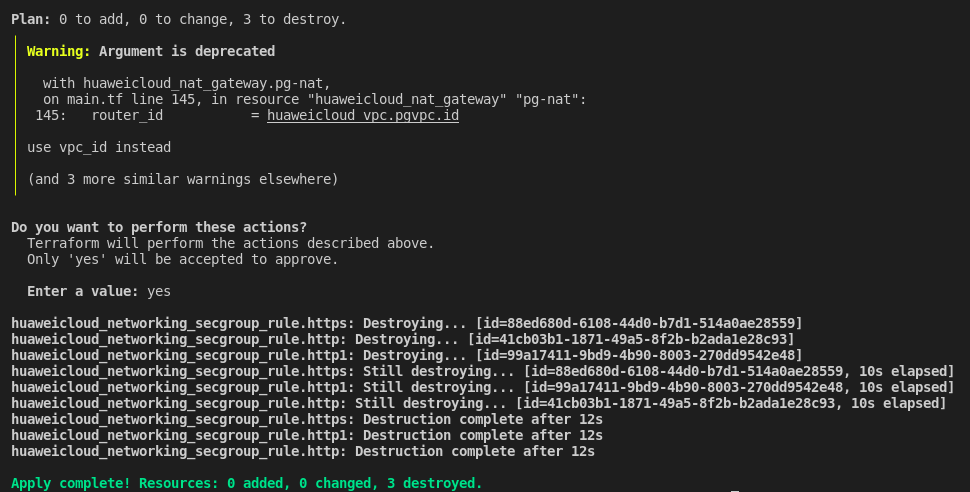 Plan: 0 to add, 0 to change, 3 to destroy.
Warning: Argument is deprecated
with huaweicloud_nat_gateway.pg-nat,
on main.tf line 145, in resource "huaweicloud_nat_gateway" "pg-nat":
145:   router_id           = huaweicloud_vpc.pgvpc.id
use vpc_id instead
(and 3 more similar warnings elsewhere)
Do you want to perform these actions?
Terraform will perform the actions described above.
Only 'yes' will be accepted to approve.
Enter a value: yes
huaweicloud_networking_secgroup_rule.https: Destroying... [id=88ed680d-6108-44d0-b7d1-514a0ae28559]
huaweicloud_networking_secgroup_rule.http: Destroying... [id=41cb03b1-1871-49a5-8f2b-b2ada1e28c93]
huaweicloud_networking_secgroup_rule.http1: Destroying... [id=99a17411-9bd9-4b90-8003-270dd9542e48]
huaweicloud_networking_secgroup_rule.https: Still destroying... [id=88ed680d-6108-44d0-b7d1-514a0ae28559, 10s elapsed]
huaweicloud_networking_secgroup_rule.http1: Still destroying... [id=99a17411-9bd9-4b90-8003-270dd9542e48, 10s elapsed]
huaweicloud_networking_secgroup_rule.http: Still destroying... [id=41cb03b1-1871-49a5-8f2b-b2ada1e28c93, 10s elapsed]
huaweicloud_networking_secgroup_rule.https: Destruction complete after 12s
huaweicloud_networking_secgroup_rule.http1: Destruction complete after 12s
huaweicloud_networking_secgroup_rule.http: Destruction complete after 12s
Apply complete! Resources: 0 added, 0 changed, 3 destroyed.